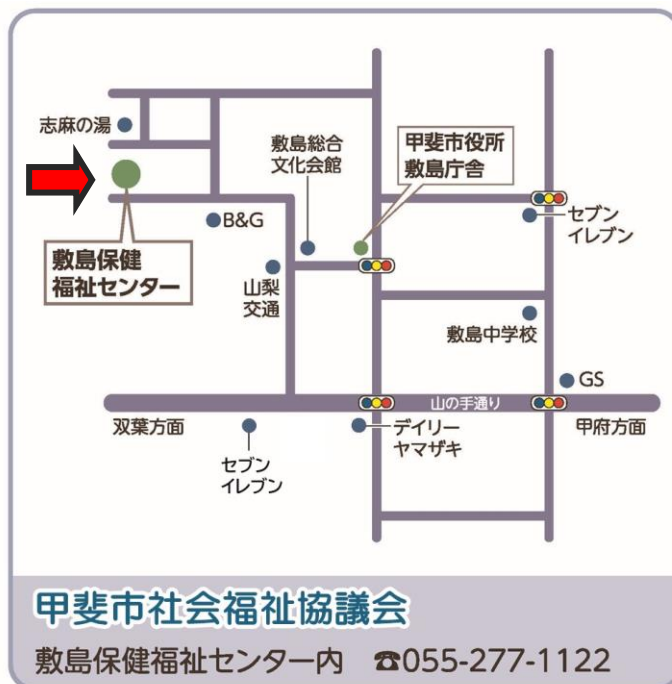 志麻の湯
敷島総合
文化会館
甲斐市役所
敷島庁舎
セブン
イレブン
B&G
敷島保健
福祉センター
山梨
交通
敷島中学校
GS
山の手通り
双葉方面
甲府方面
セブン
イレブン
デイリー
ヤマザキ
甲斐市社会福祉協議会
敷島保健福祉センター内 ☎055-277-1122